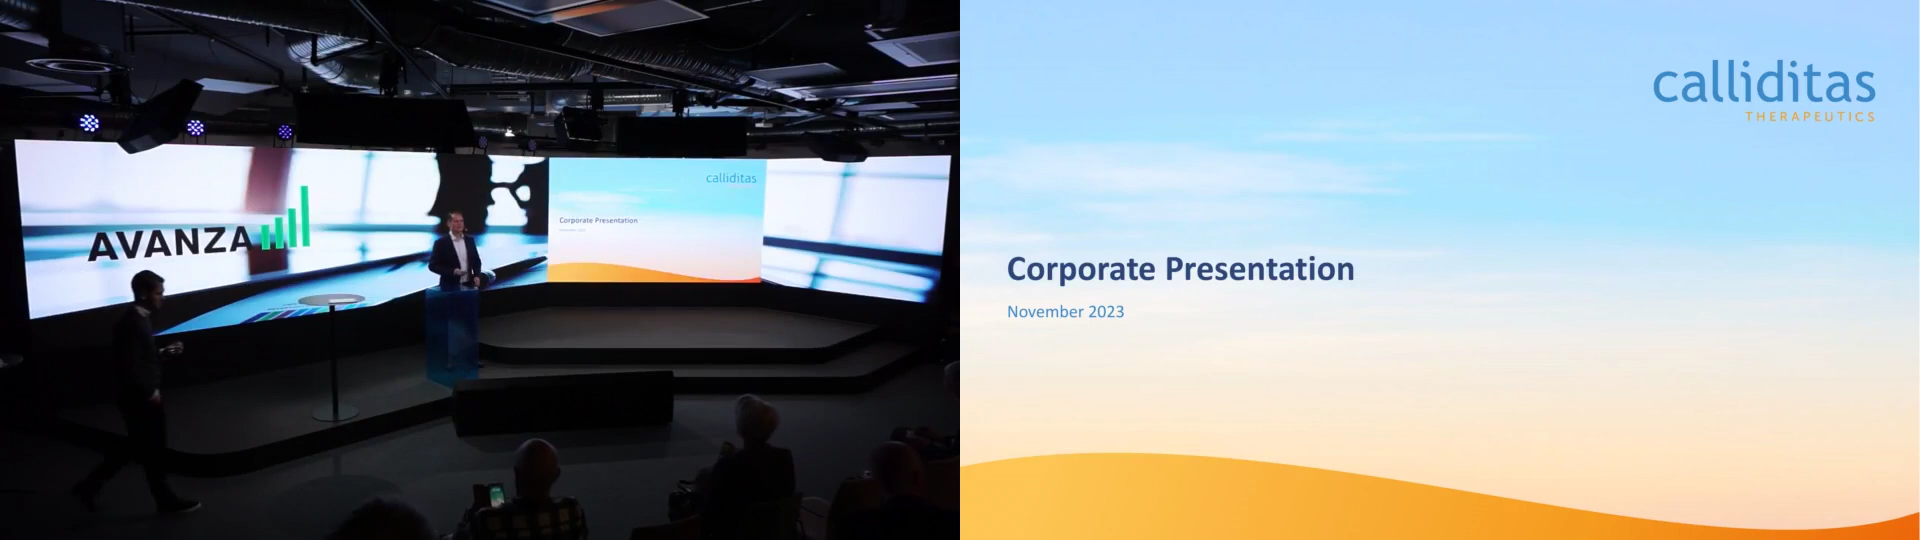 AVANZA
calliditas
Corporate Presentation
calliditas
THERAPEUTICS
Corporate Presentation
November 2023